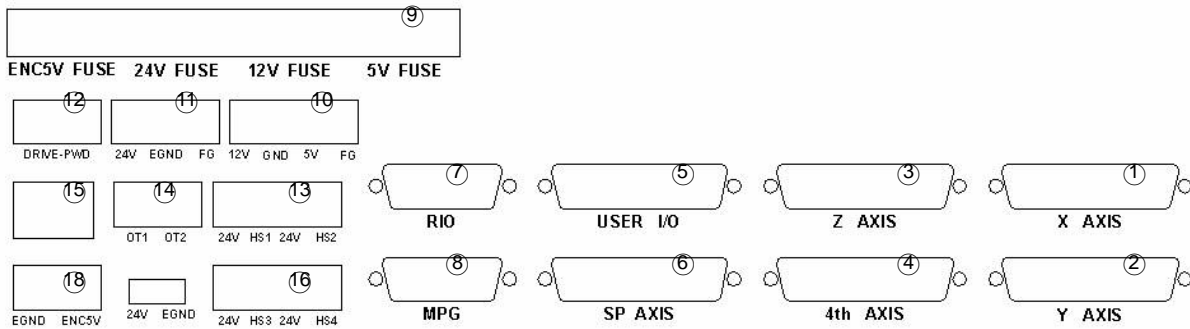 ⑨
ENC5V FUSE 24V FUSE 12V FUSE 5V FUSE
⑫ ⑪ ⑩
DRIVE-PWD 24V EGND FG 12V GND 5V FG
⑦ ⑤ ③ ①
⑮ ⑭ ⑬
RIO USER I/O Z AXIS X AXIS
OT1 OT2 24V HS1 24V HS2
⑧ ⑥ ④ ②
⑱ ⑯
MPG SP AXIS 4th AXIS Y AXIS
EGND ENC5V 24V EGND 24V HS3 24V HS4